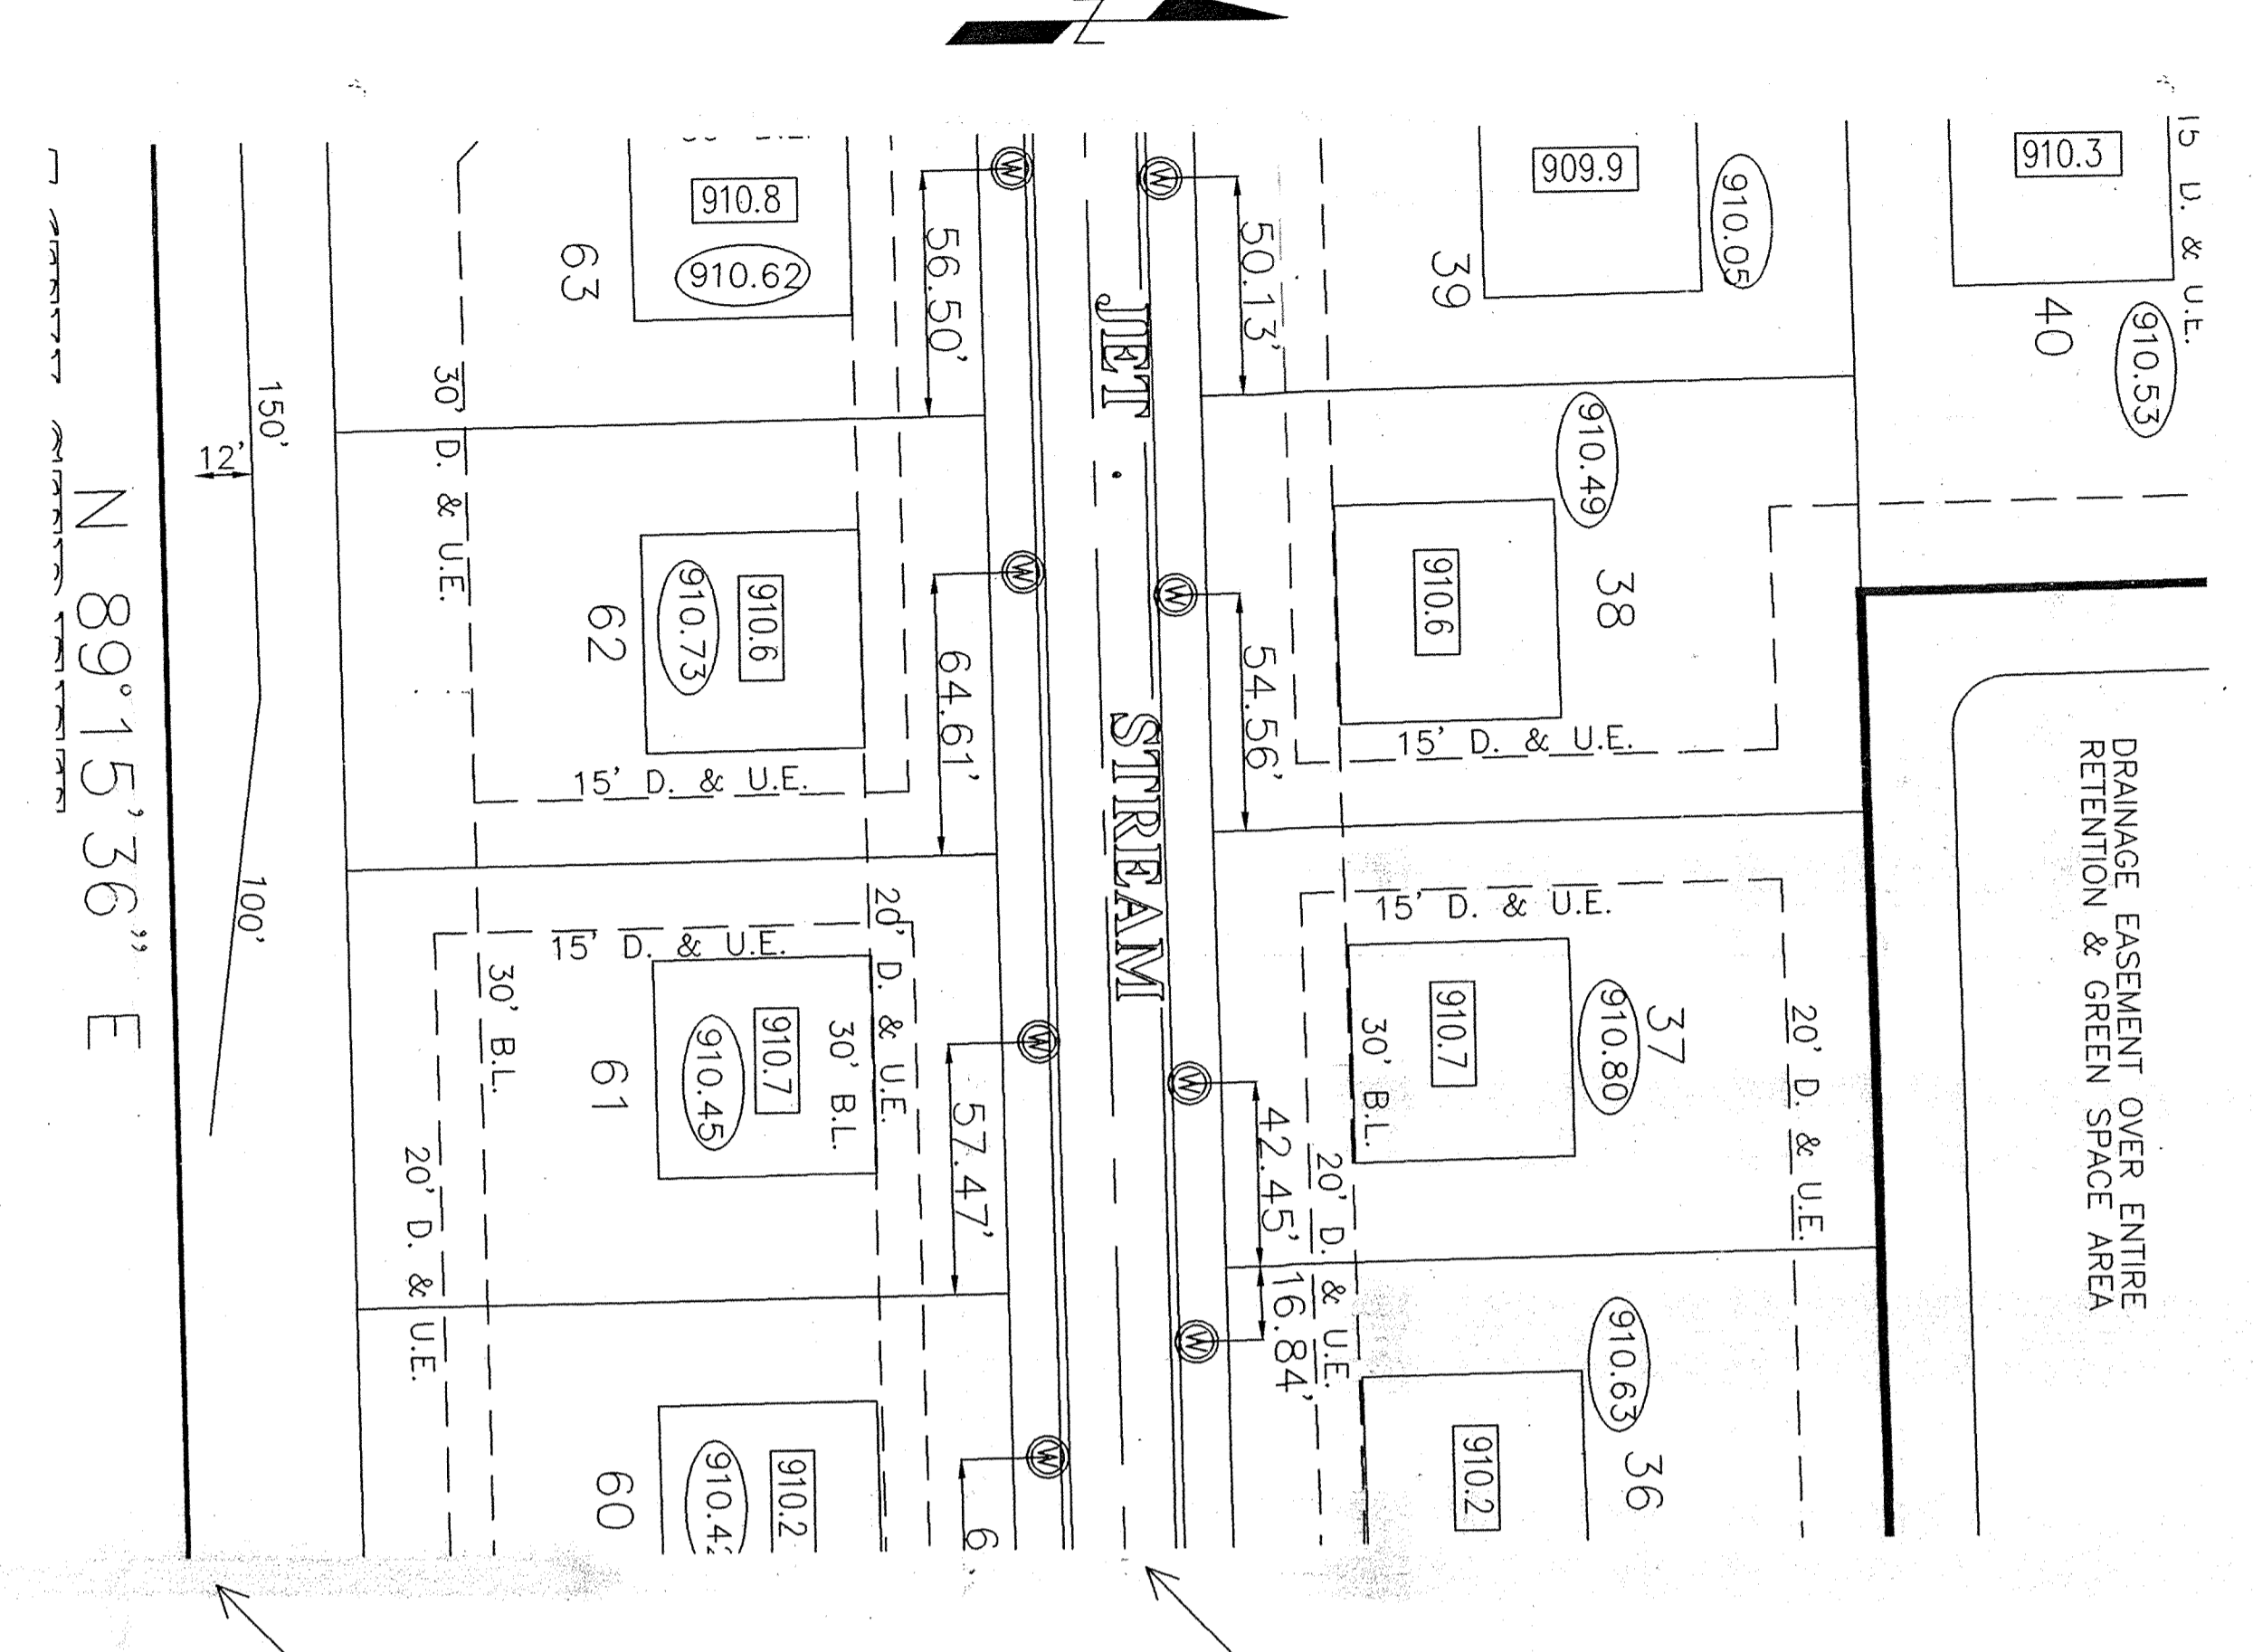 N
15' D. & U.E.
910.3
40
910.53
909.9
910.05
39
50.13'
910.49
38
910.6
54.56'
15' D. & U.E.
DRAINAGE EASEMENT OVER ENTIRE
RETENTION & GREEN SPACE AREA
15' D. & U.E.
37
910.80
910.7
30' B.L.
20' D. & U.E.
42.45'
20' D. & U.E.
16.84'
910.63
36
910.2
JET STREAM
56.50'
910.8
910.62
63
30' D. & U.E.
64.61'
910.6
910.73
62
15' D. & U.E.
20' D. & U.E.
15' D. & U.E.
30' B.L.
910.7
910.45
61
30' B.L.
57.47'
20' D. & U.E.
910.2
60
W
W
W
W
W
W
W
W
150'
12'
100'
N 89°15'36" E